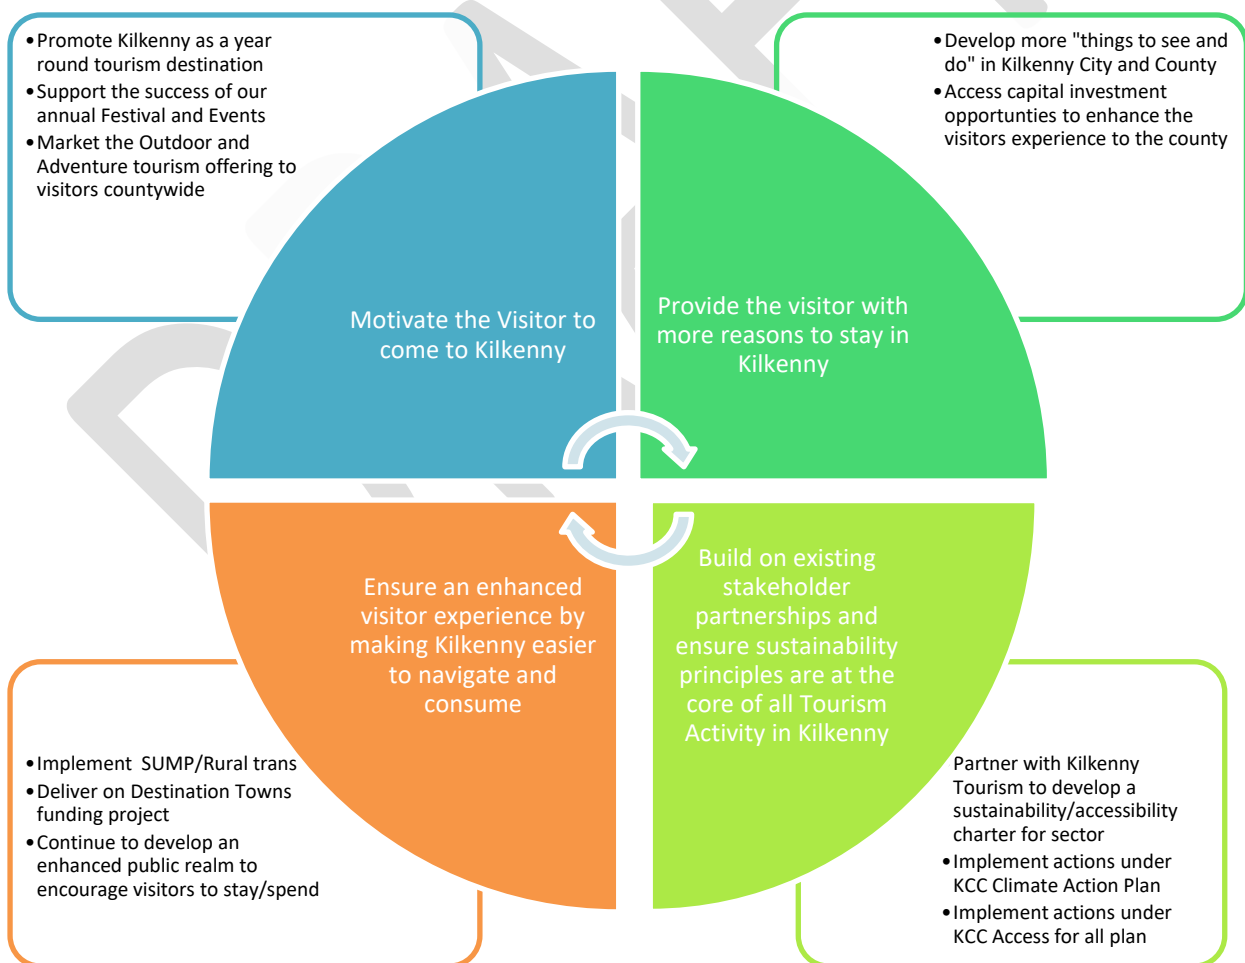 •Promote Kilkenny as a year
round tourism destination
•Support the success of our
annual Festival and Events
•Market the Outdoor and
Adventure tourism offering to
visitors countywide
•Develop more "things to see and
do" in Kilkenny City and County
•Access capital investment
opportunties to enhance the
visitors experience to the county
Motivate the Visitor to
come to Kilkenny
Provide the visitor with
more reasons to stay in
Kilkenny
Ensure an enhanced
visitor experience by
making Kilkenny easier
to navigate and
consume
Build on existing
stakeholder
partnerships and
ensure sustainability
principles are at the
core of all Tourism
Activity in Kilkenny
•Implement SUMP/Rural trans
•Deliver on Destination Towns
funding project
•Continue to develop an
enhanced public realm to
encourage visitors to stay/spend
Partner with Kilkenny
Tourism to develop a
sustainability/accessibility
charter for sector
•Implement actions under
KCC Climate Action Plan
•Implement actions under
KCC Access for all plan